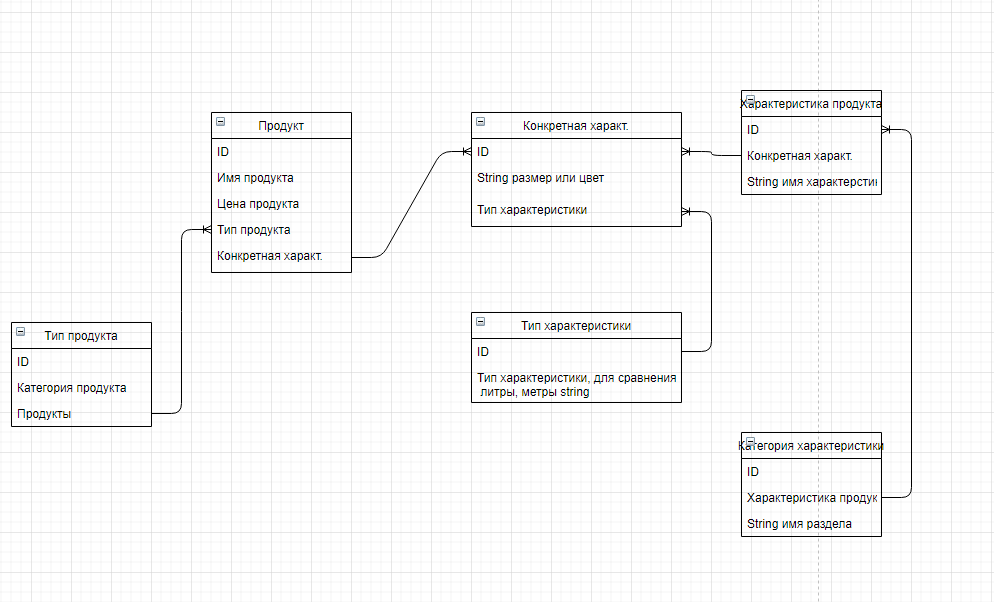 Продукт
ID
Имя продукта
Цена продукта
Тип продукта
Конкретная характ.
Конкретная характ.
ID
String размер или цвет
Тип характеристики
Характеристика продукта
ID
Конкретная характ.
String имя характерстик
Тип продукта
ID
Категория продукта
Продукты
Тип характеристики
ID
Тип характеристики, для сравнения
литры, метры string
Категория характеристики
ID
Характеристика продук
String имя раздела